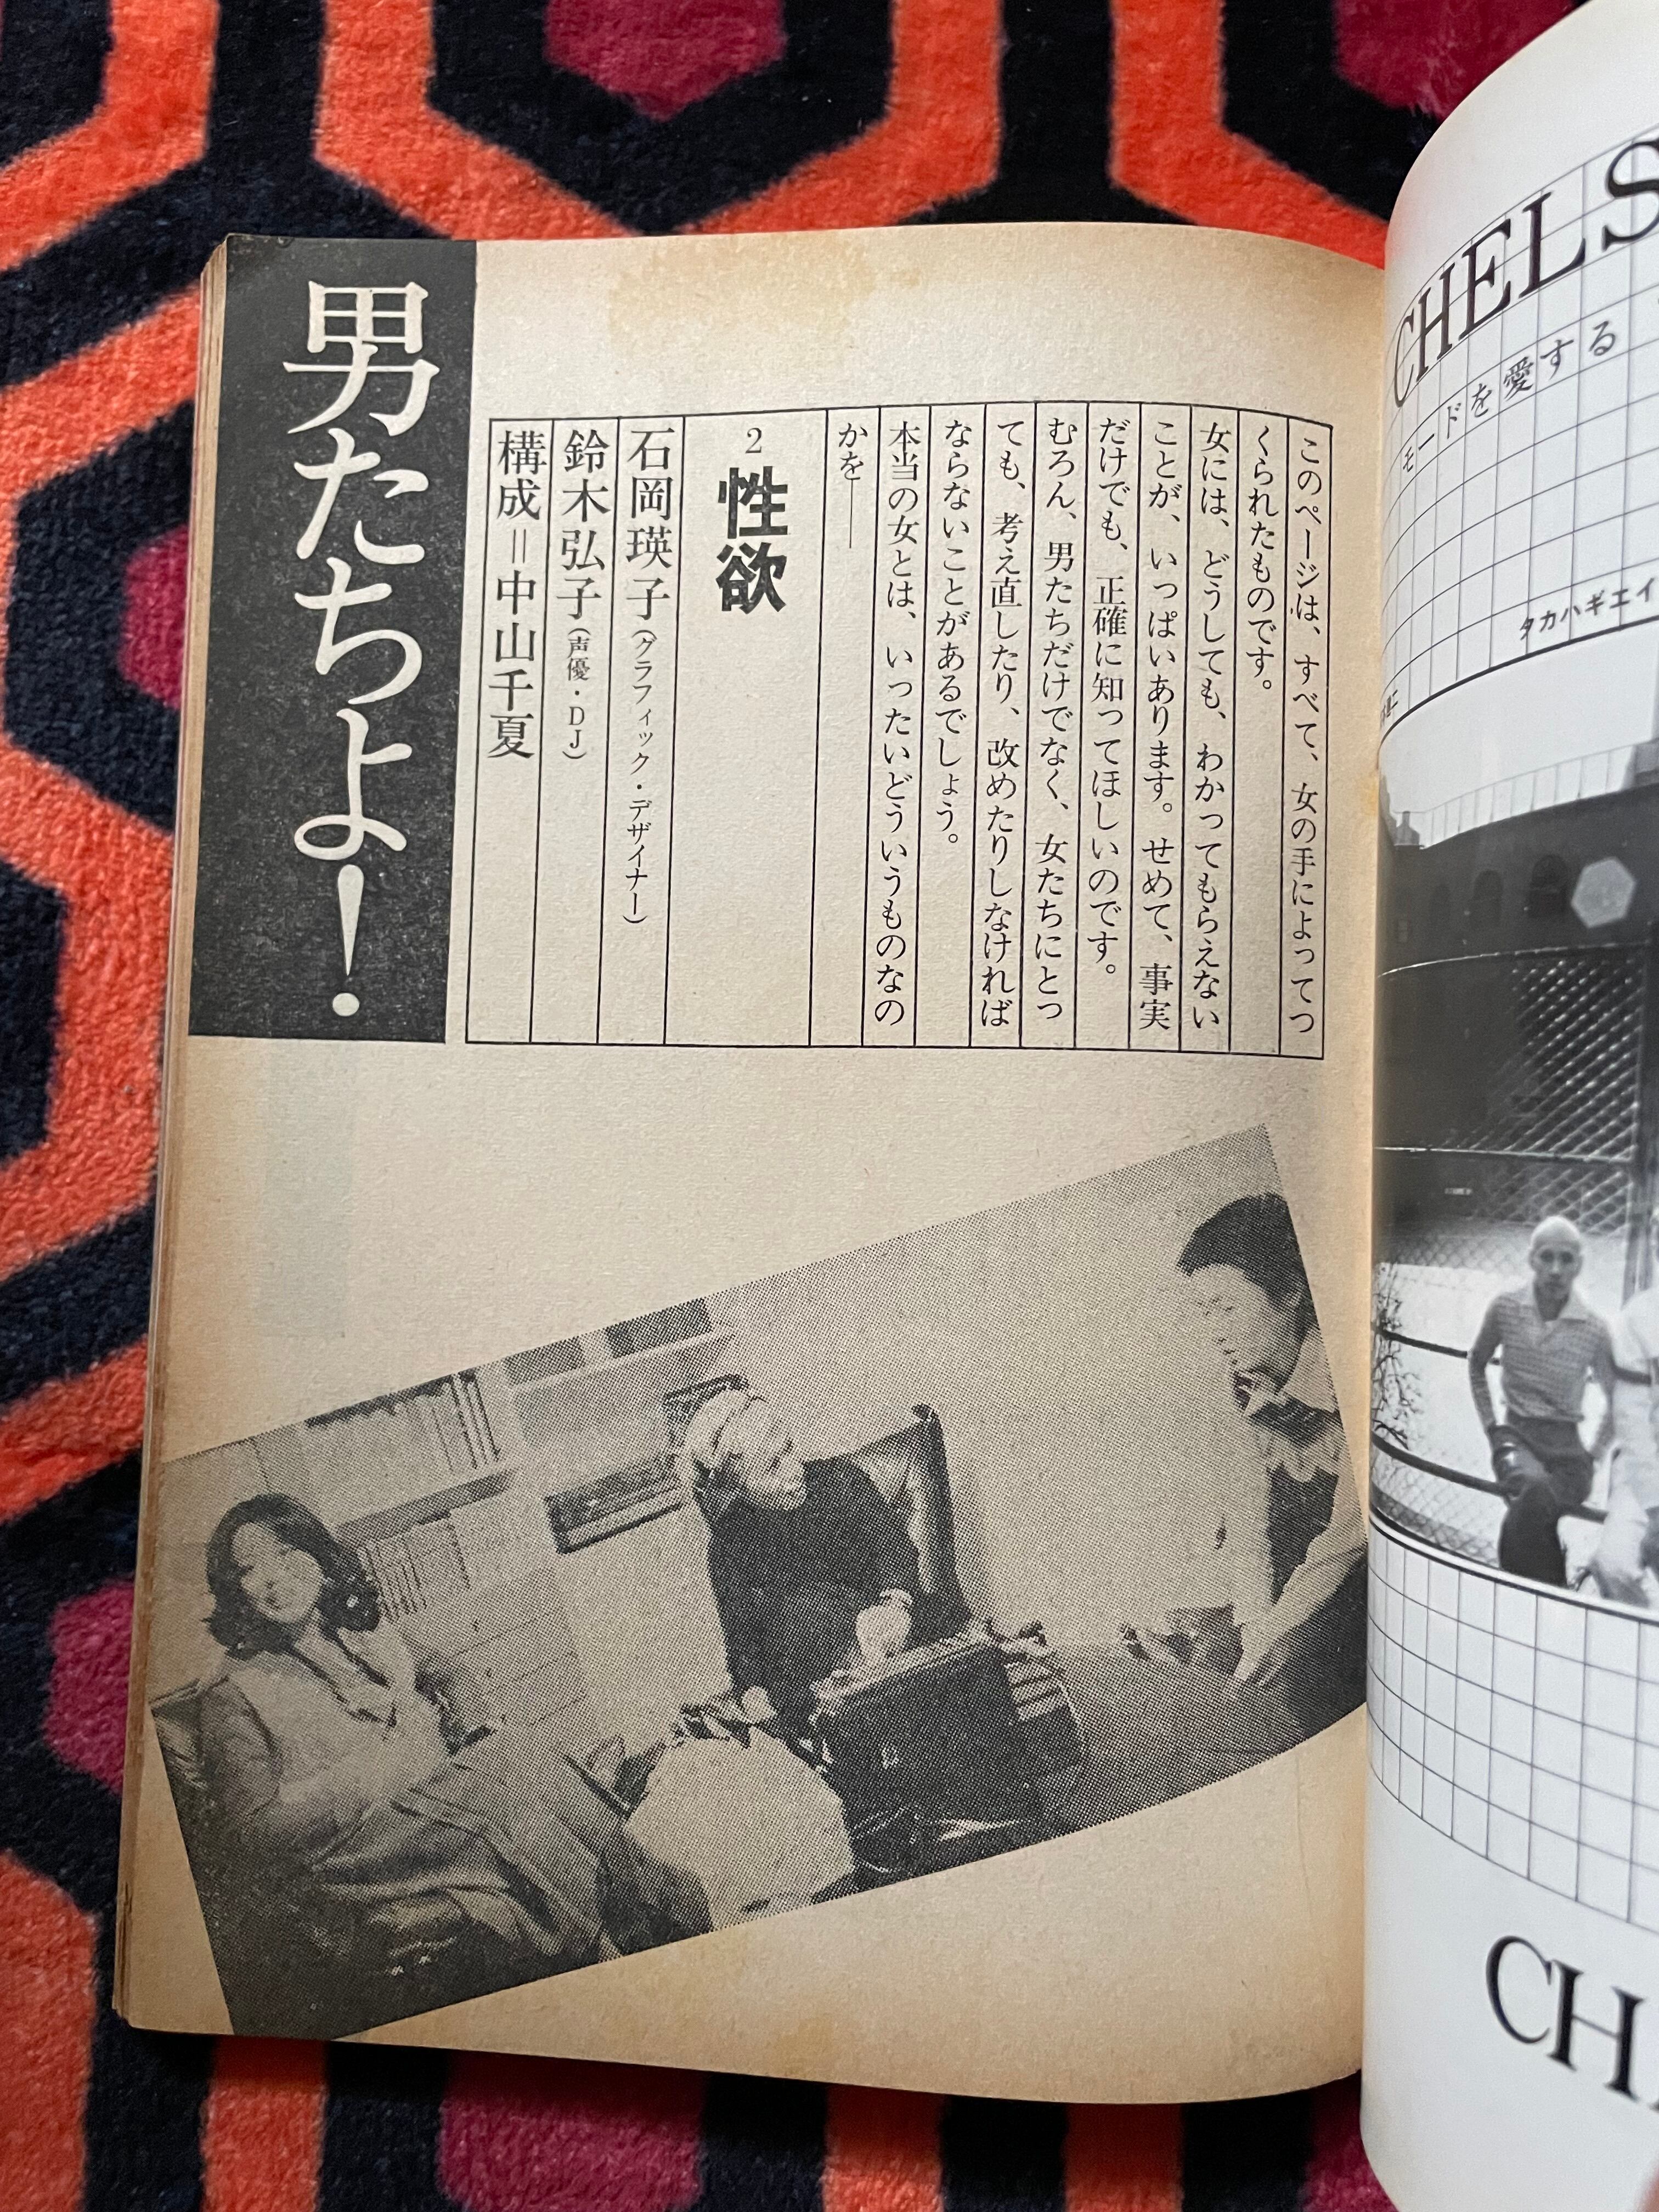 CHELS
モードを愛する
タカハギエイ
CH
このページは、すべて、女の手によってつ
くられたものです。
女には、どうしても、わかってもらえない
ことが、いっぱいあります。せめて、事実
だけでも、正確に知ってほしいのです。
むろん、男たちだけでなく、女たちにとっ
ても、考え直したり、改めたりしなければ
ならないことがあるでしょう。
本当の女とは、いったいどういうものなの
かを――
2 性欲
石岡瑛子(グラフィック・デザイナー)
鈴木弘子(声優・DJ)
構成＝中山千夏
男たちよ!